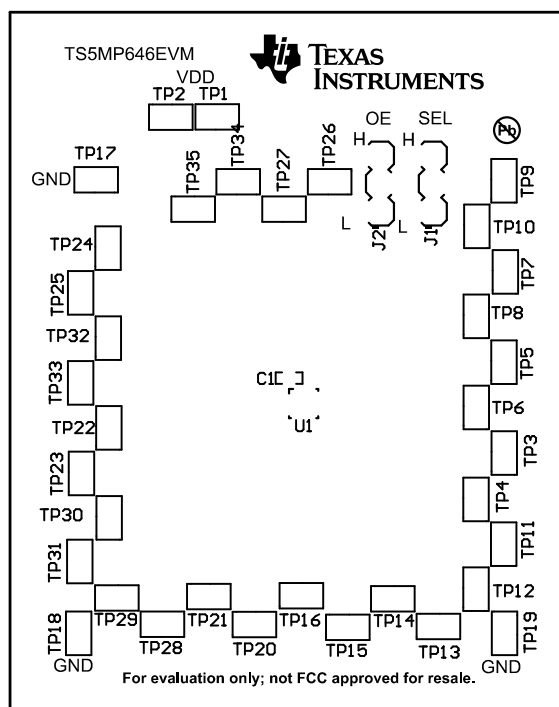 TS5MP646EVM
TEXAS
INSTRUMENTS
VDD
TP2 TP1
OE SEL
Pb
H H
TP17
GND
TP35 TP34 TP27 TP26
TP9
L L
J2 J1
TP10
TP24
TP25
TP7
TP8
TP32
TP33
TP5
C1
U1
TP6
TP22
TP23
TP3
TP4
TP30
TP31
TP11
TP12
TP18
TP29
TP28
TP21
TP20
TP16
TP15
TP14
TP13
TP19
GND
GND
For evaluation only; not FCC approved for resale.